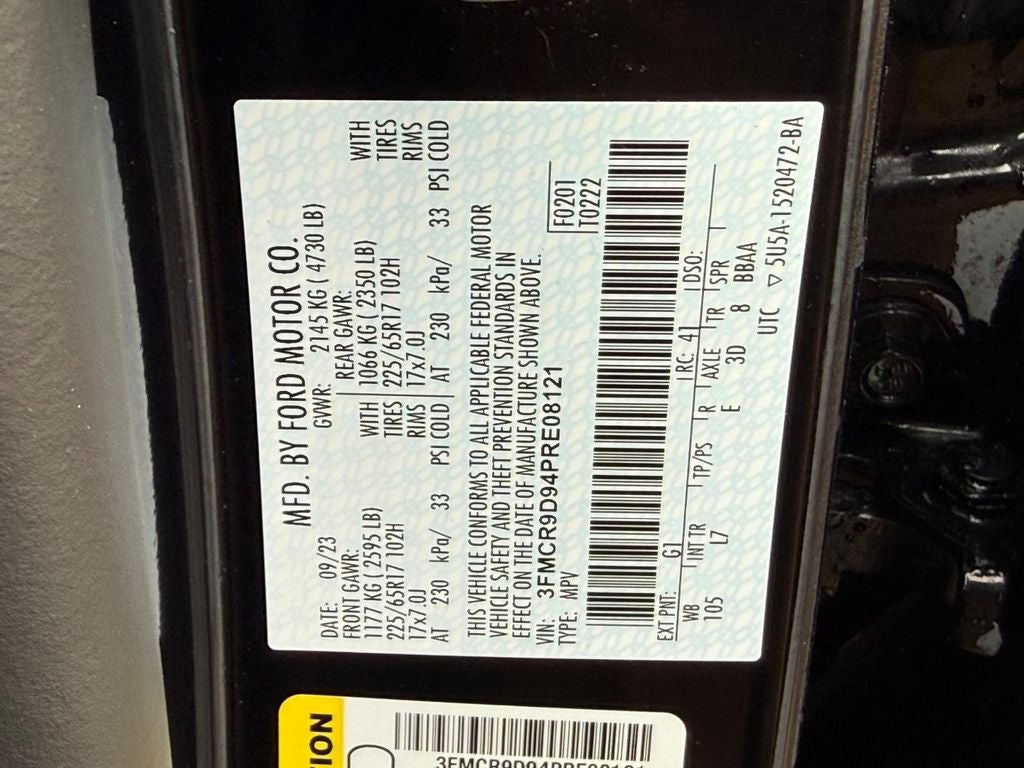 MFD. BY FORD MOTOR CO.
DATE: 09/23 GVWR: 2145 KG ( 4730 LB)
FRONT GAWR: REAR GAWR:
1177 KG ( 2595 LB) WITH 1066 KG ( 2350 LB) WITH
225/65R17 102H TIRES 225/65R17 102H TIRES
17x7.0J RIMS 17x7.0J RIMS
AT 230 kPa/ 33 PSI COLD AT 230 kPa/ 33 PSI COLD
THIS VEHICLE CONFORMS TO ALL APPLICABLE FEDERAL MOTOR
VEHICLE SAFETY AND THEFT PREVENTION STANDARDS IN
EFFECT ON THE DATE OF MANUFACTURE SHOWN ABOVE.
VIN: 3FMCR9D94PRE08121 F0201
TYPE: MPV T0222
EXT PNT: G1 RC: 41 DSO:
WB INT TR TP/PS R AXLE TR SPR
105 L7 E 3D 8 BBAA
UTC ▽ 5U5A-1520472-BA
TION
3FMCR9D94PRE08121